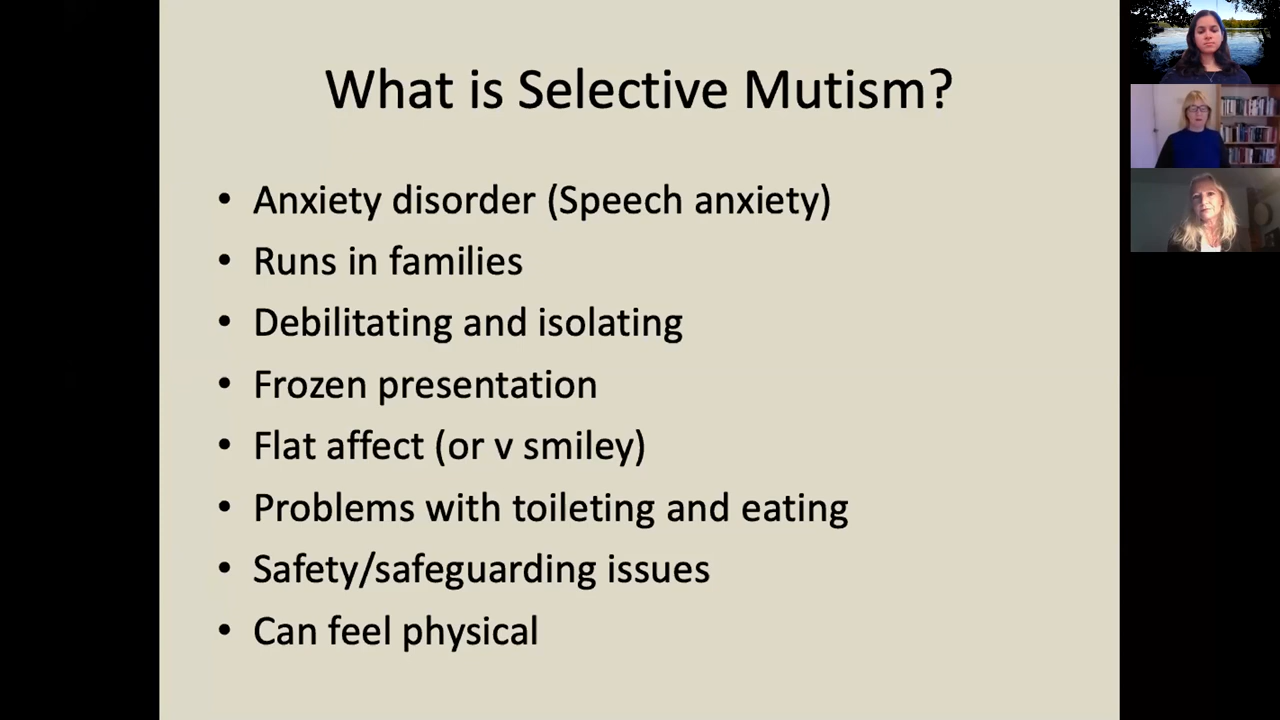 What is Selective Mutism?
• Anxiety disorder (Speech anxiety)
• Runs in families
• Debilitating and isolating
• Frozen presentation
• Flat affect (or v smiley)
• Problems with toileting and eating
• Safety/safeguarding issues
• Can feel physical